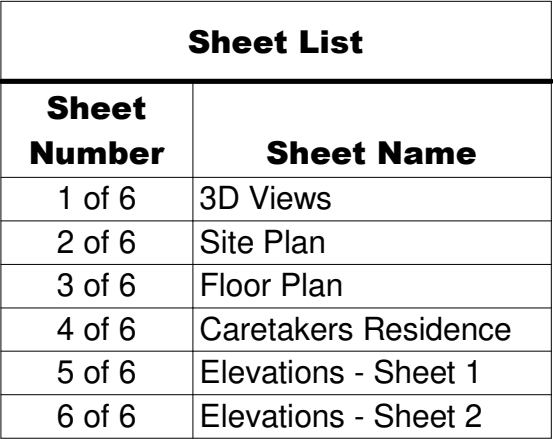 Sheet List
Sheet
Number Sheet Name
1 of 6 3D Views
2 of 6 Site Plan
3 of 6 Floor Plan
4 of 6 Caretakers Residence
5 of 6 Elevations - Sheet 1
6 of 6 Elevations - Sheet 2